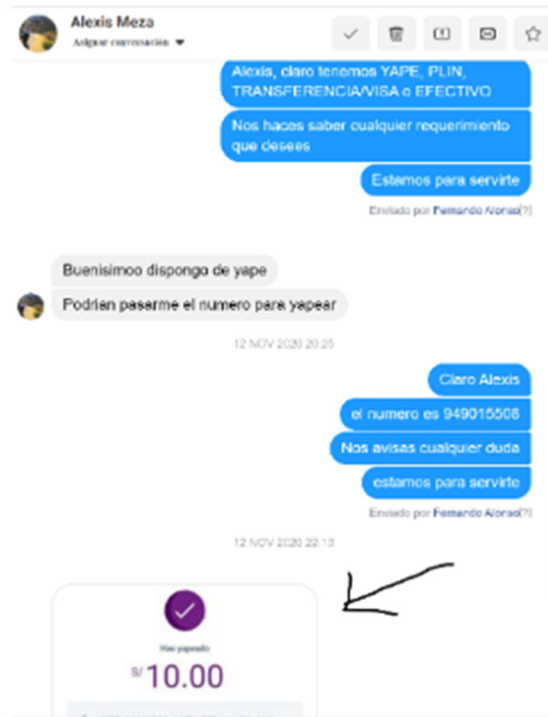 Alexis Meza
Asignar conversación
Alexis, claro tenemos YAPE, PLIN,
TRANSFERENCIA/VISA o EFECTIVO
Nos haces saber cualquier requerimiento
que desees
Estamos para servirte
Enviado por Fernando Alonso[?]
Buenisimoo dispongo de yape
Podrian pasarme el numero para yapear
12 NOV 2020 20:25
Claro Alexis
el numero es 949015508
Nos avisas cualquier duda
estamos para servirte
Enviado por Fernando Alonso[?]
12 NOV 2020 22:13
Has yapeado
S/ 10.00